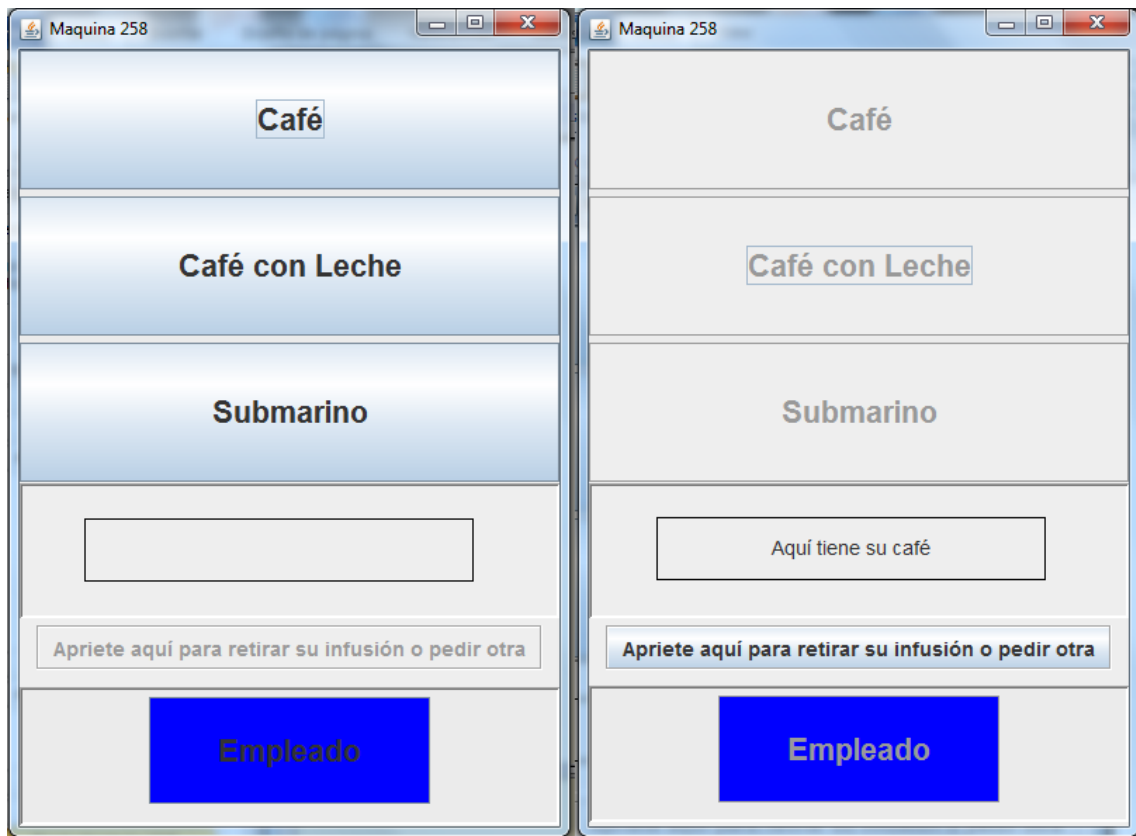 Maquina 258
Café
Café con Leche
Submarino
Apriete aquí para retirar su infusión o pedir otra
Empleado
Maquina 258
Café
Café con Leche
Submarino
Aquí tiene su café
Apriete aquí para retirar su infusión o pedir otra
Empleado